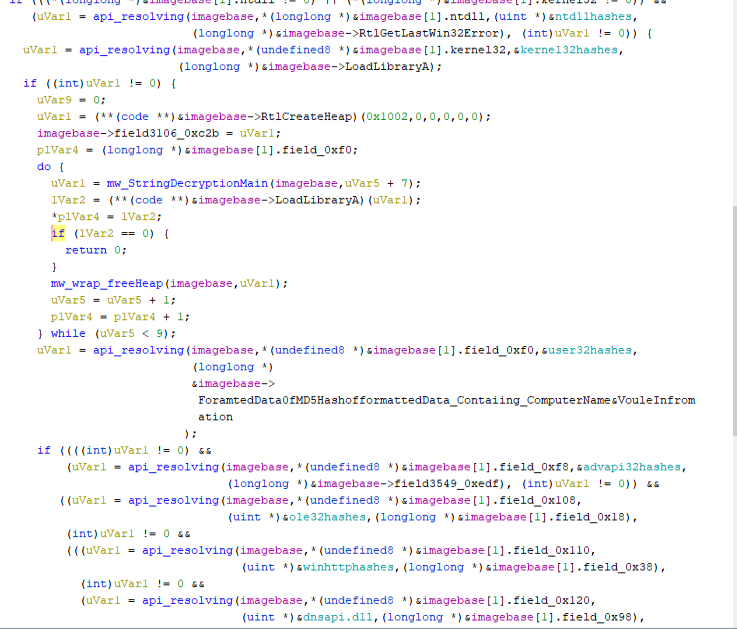 (uVar1 = api_resolving(imagebase,*(longlong *)&imagebase[1].ntdll,(uint *)&ntdllhashes,
(longlong *)&imagebase->RtlGetLastWin32Error), (int)uVar1 != 0)) {
uVar1 = api_resolving(imagebase,*(undefined8 *)&imagebase[1].kernel32,&kernel32hashes,
(longlong *)&imagebase->LoadLibraryA);
if ((int)uVar1 != 0) {
uVar9 = 0;
uVar1 = (**(code **)&imagebase->RtlCreateHeap)(0x1002,0,0,0,0,0);
imagebase->field3106_0xc2b = uVar1;
plVar4 = (longlong *)&imagebase[1].field_0xf0;
do {
uVar1 = mw_StringDecryptionMain(imagebase,uVar5 + 7);
lVar2 = (**(code **)&imagebase->LoadLibraryA)(uVar1);
*plVar4 = lVar2;
if (lVar2 == 0) {
return 0;
}
mw_wrap_freeHeap(imagebase,uVar1);
uVar5 = uVar5 + 1;
plVar4 = plVar4 + 1;
} while (uVar5 < 9);
uVar1 = api_resolving(imagebase,*(undefined8 *)&imagebase[1].field_0xf0,&user32hashes,
(longlong *)
&imagebase->
ForamtedData0fMD5HashofformattedData_Contaiing_ComputerName&VouleInfrom
ation
);
if ((((int)uVar1 != 0) &&
(uVar1 = api_resolving(imagebase,*(undefined8 *)&imagebase[1].field_0xf8,&advapi32hashes,
(longlong *)&imagebase->field3549_0xedf), (int)uVar1 != 0)) &&
((uVar1 = api_resolving(imagebase,*(undefined8 *)&imagebase[1].field_0x108,
(uint *)&ole32hashes,(longlong *)&imagebase[1].field_0x18),
(int)uVar1 != 0 &&
(((uVar1 = api_resolving(imagebase,*(undefined8 *)&imagebase[1].field_0x110,
(uint *)&winhttphashes,(longlong *)&imagebase[1].field_0x38),
(int)uVar1 != 0 &&
(uVar1 = api_resolving(imagebase,*(undefined8 *)&imagebase[1].field_0x120,
(uint *)&dnsapi.dll,(longlong *)&imagebase[1].field_0x98),